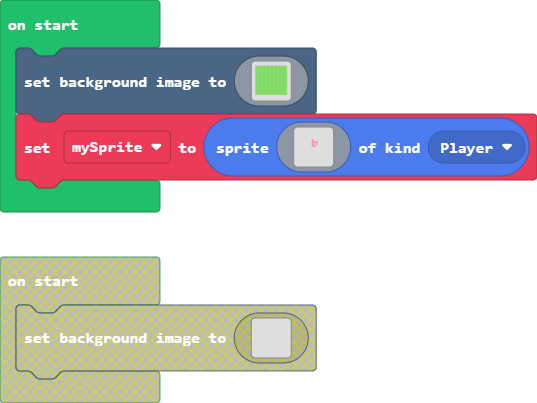 on start
set background image to
set mySprite to sprite b of kind Player
on start
set background image to